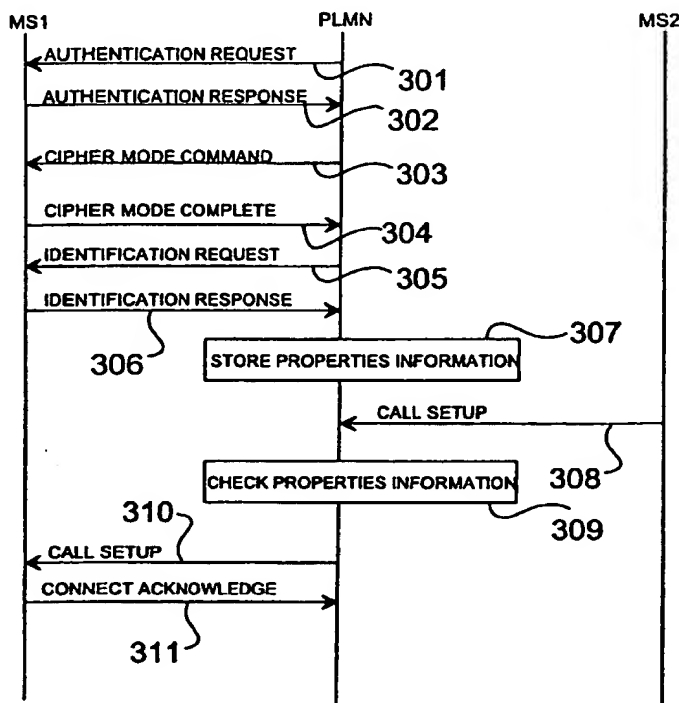 MS1 PLMN MS2
AUTHENTICATION REQUEST
301
AUTHENTICATION RESPONSE
302
CIPHER MODE COMMAND
303
CIPHER MODE COMPLETE
304
IDENTIFICATION REQUEST
305
IDENTIFICATION RESPONSE
306
307
STORE PROPERTIES INFORMATION
CALL SETUP
308
CHECK PROPERTIES INFORMATION
309
310
CALL SETUP
CONNECT ACKNOWLEDGE
311